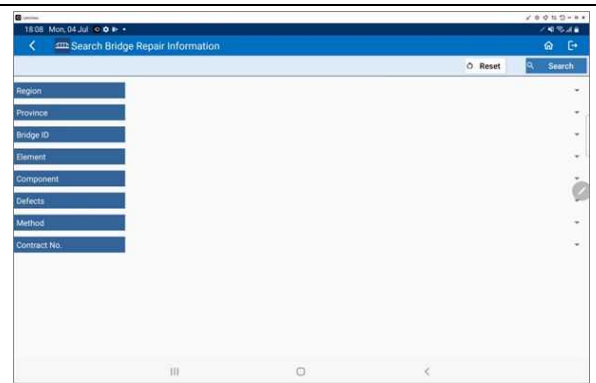 18:08 Mon, 04 Jul
Search Bridge Repair Information
Reset
Search
Region
Province
Bridge ID
Element
Component
Defects
Method
Contract No.